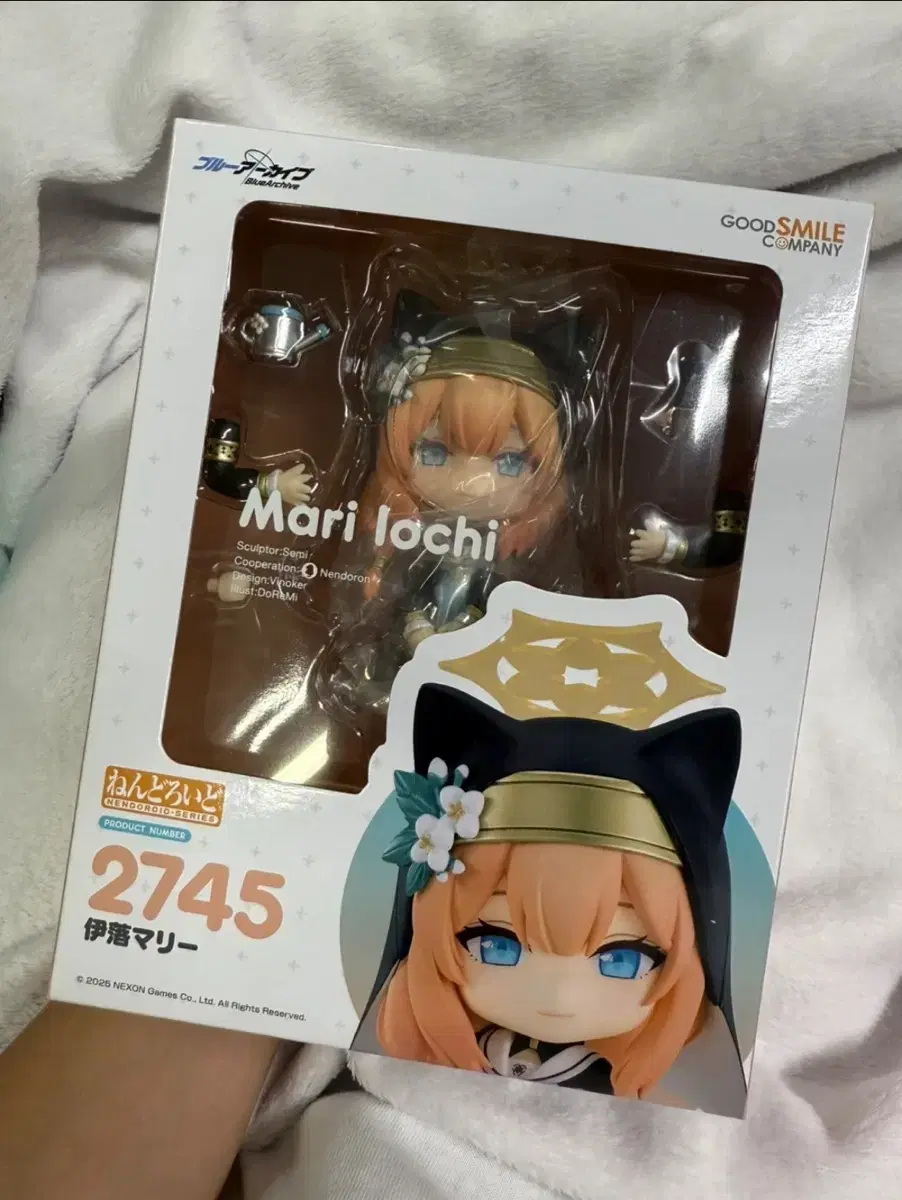 ブルーアーカイブ
BlueArchive
GOOD SMILE
COMPANY
Mari Iochi
Sculptor:Semi
Cooperation: Nendoron
Design:Vinoker
Illust:DoReMi
ねんどろいど
NENDOROID・SERIES
PRODUCT NUMBER
2745
伊落マリー
© 2025 NEXON Games Co., Ltd. All Rights Reserved.